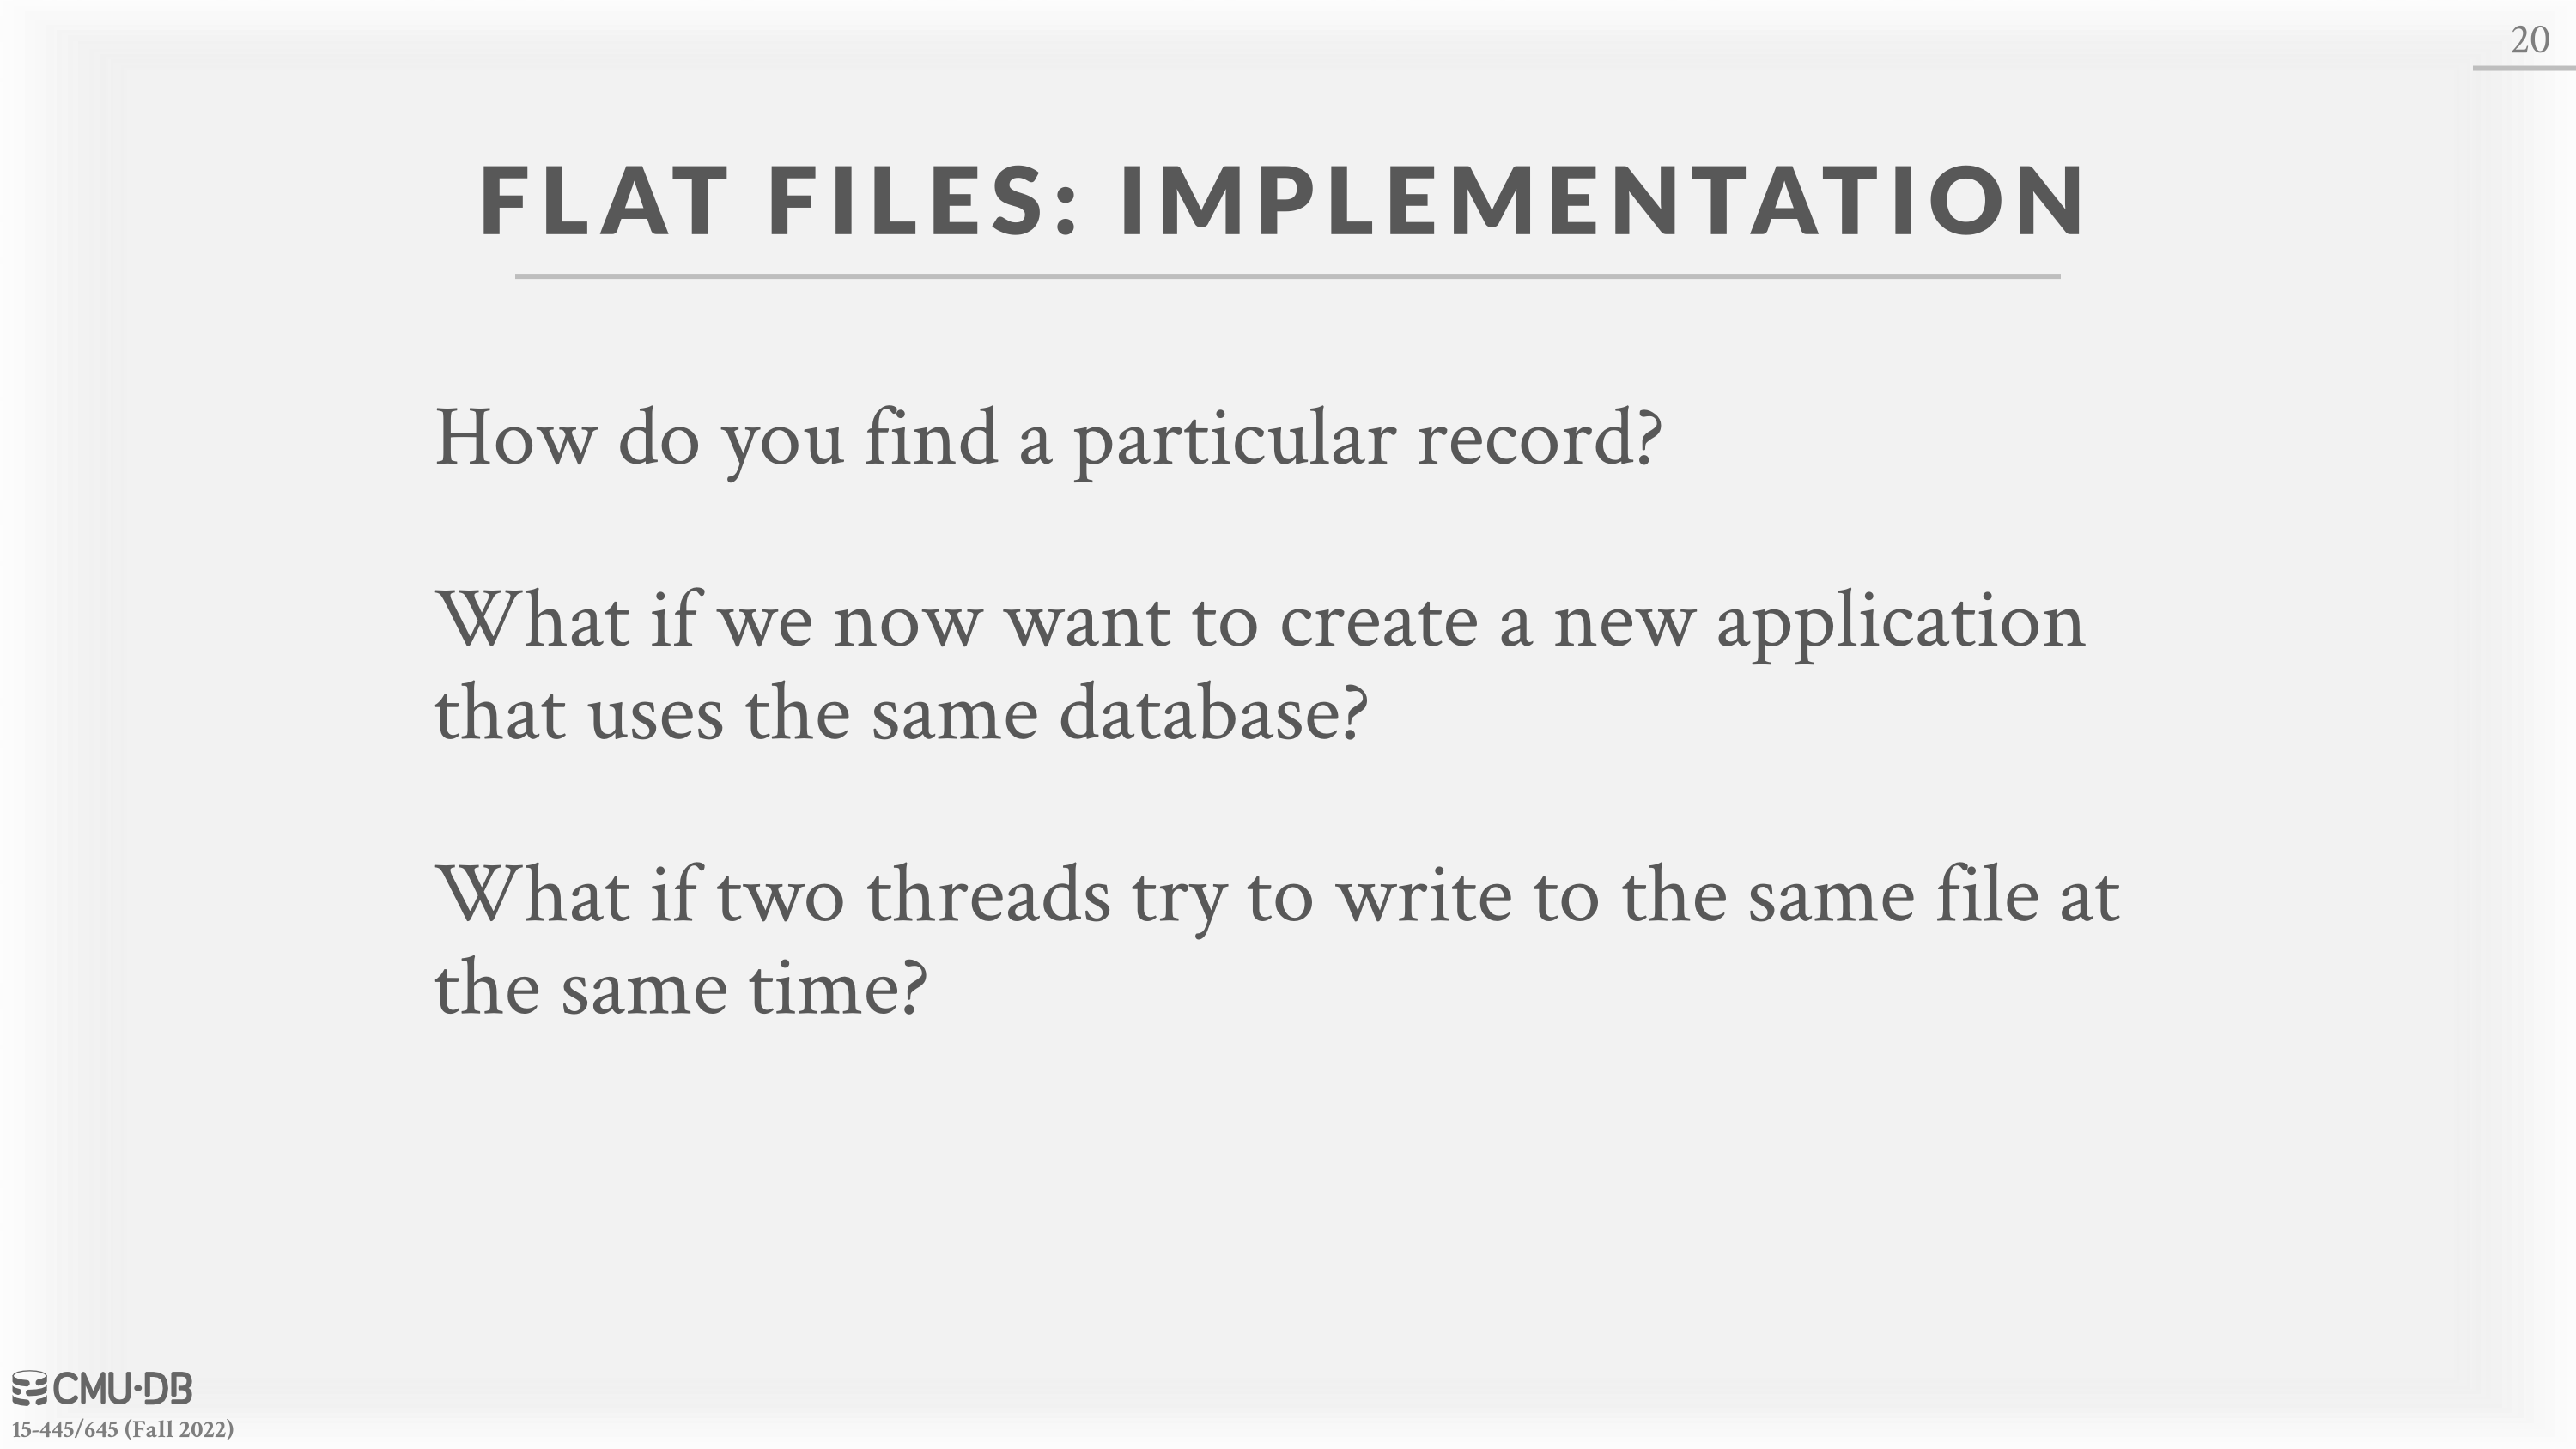 20
FLAT FILES: IMPLEMENTATION
How do you find a particular record?
What if we now want to create a new application
that uses the same database?
What if two threads try to write to the same file at
the same time?
CMU·DB
15-445/645 (Fall 2022)